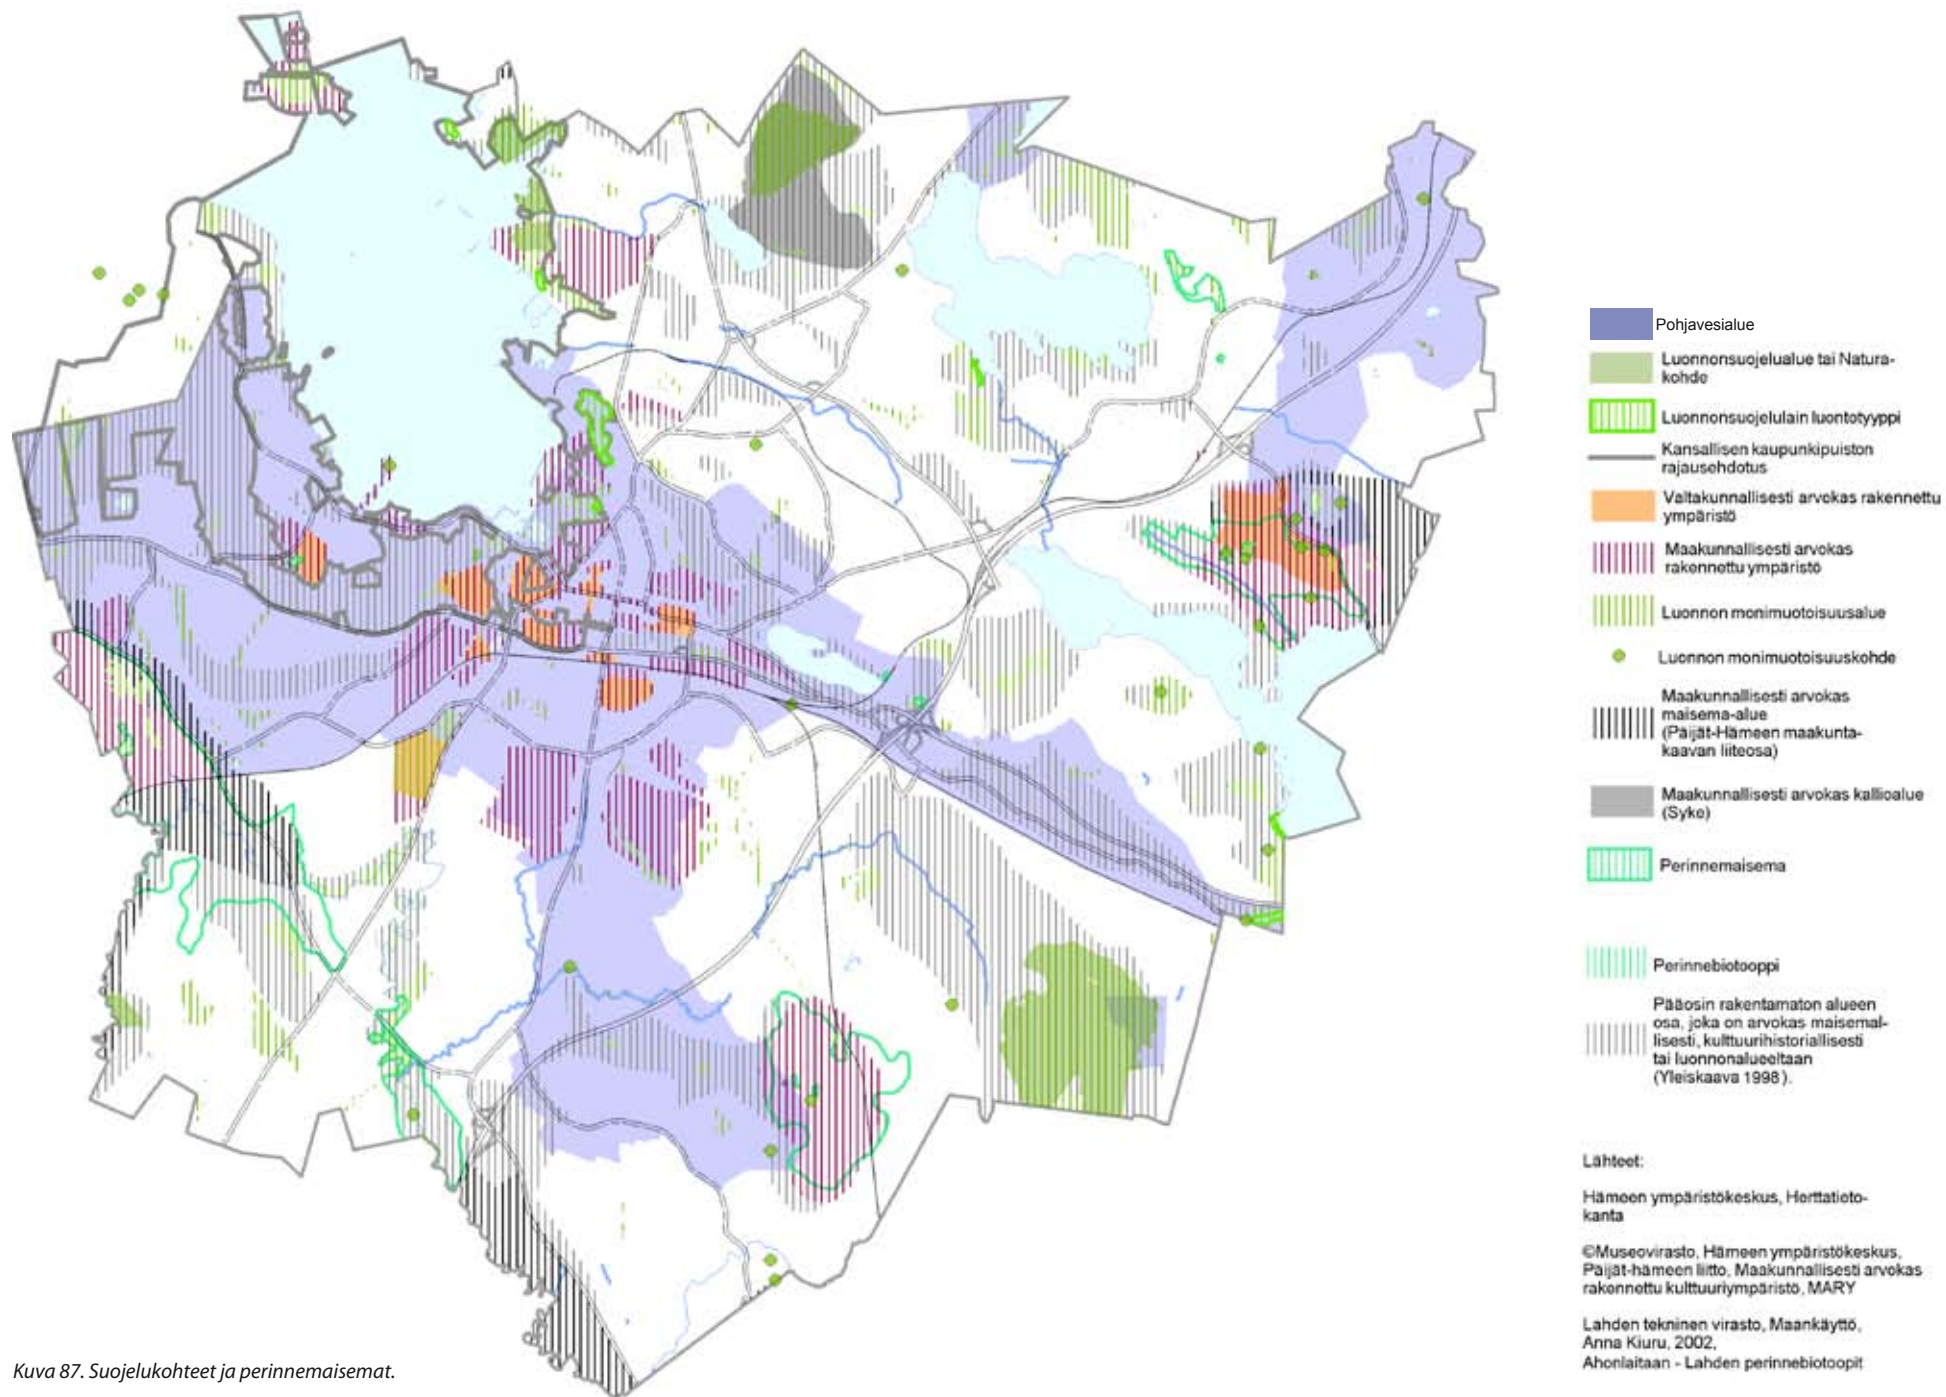 Pohjavesialue
Luonnonsuojelualue tai Natura-
kohde
Luonnonsuojelulain luontotyyppi
Kansallisen kaupunkipuiston
rajausehdotus
Valtakunnallisesti arvokas rakennettu
ympäristö
Maakunnallisesti arvokas
rakennettu ympäristö
Luonnon monimuotoisuusalue
Luonnon monimuotoisuuskohde
Maakunnallisesti arvokas
maisema-alue
(Päijät-Hämeen maakunta-
kaavan liiteosa)
Maakunnallisesti arvokas kallioalue
(Syke)
Perinnemaisema
Perinnebiotooppi
Pääosin rakentamaton alueen
osa, joka on arvokas maisemal-
lisesti, kulttuurihistoriallisesti
tai luonnonalueeltaan
(Yleiskaava 1998).
Lähteet:
Hämeen ympäristökeskus, Herttatieto-
kanta
©Museovirasto, Hämeen ympäristökeskus,
Päijät-hämeen liitto, Maakunnallisesti arvokas
rakennettu kulttuuriympäristö, MARY
Lahden tekninen virasto, Maankäyttö,
Anna Kiuru, 2002,
Ahonlaitaan - Lahden perinnebiotoopit
Kuva 87. Suojelukohteet ja perinnemaisemat.